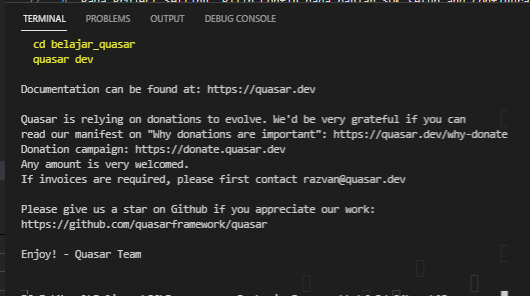 TERMINAL PROBLEMS OUTPUT DEBUG CONSOLE
cd belajar_quasar
quasar dev
Documentation can be found at: https://quasar.dev
Quasar is relying on donations to evolve. We'd be very grateful if you can
read our manifest on "Why donations are important": https://quasar.dev/why-donate
Donation campaign: https://donate.quasar.dev
Any amount is very welcomed.
If invoices are required, please first contact razvan@quasar.dev
Please give us a star on Github if you appreciate our work:
https://github.com/quasarframework/quasar
Enjoy! - Quasar Team